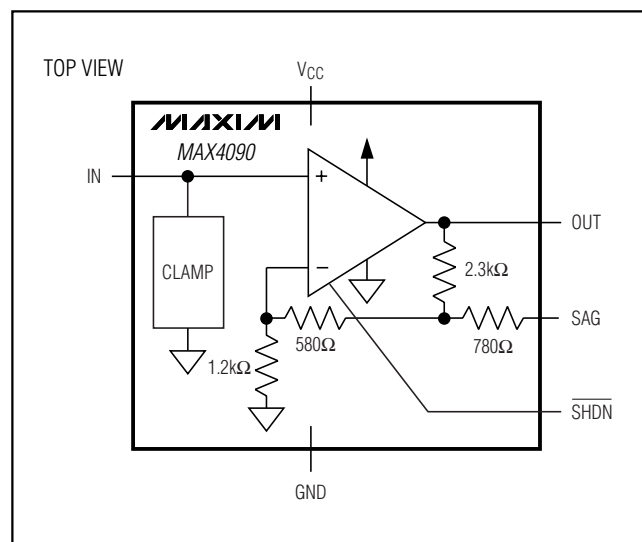 TOP VIEW
VCC
MAXIM
MAX4090
IN
+
OUT
CLAMP
−
2.3kΩ
SAG
580Ω
780Ω
1.2kΩ
SHDN
GND